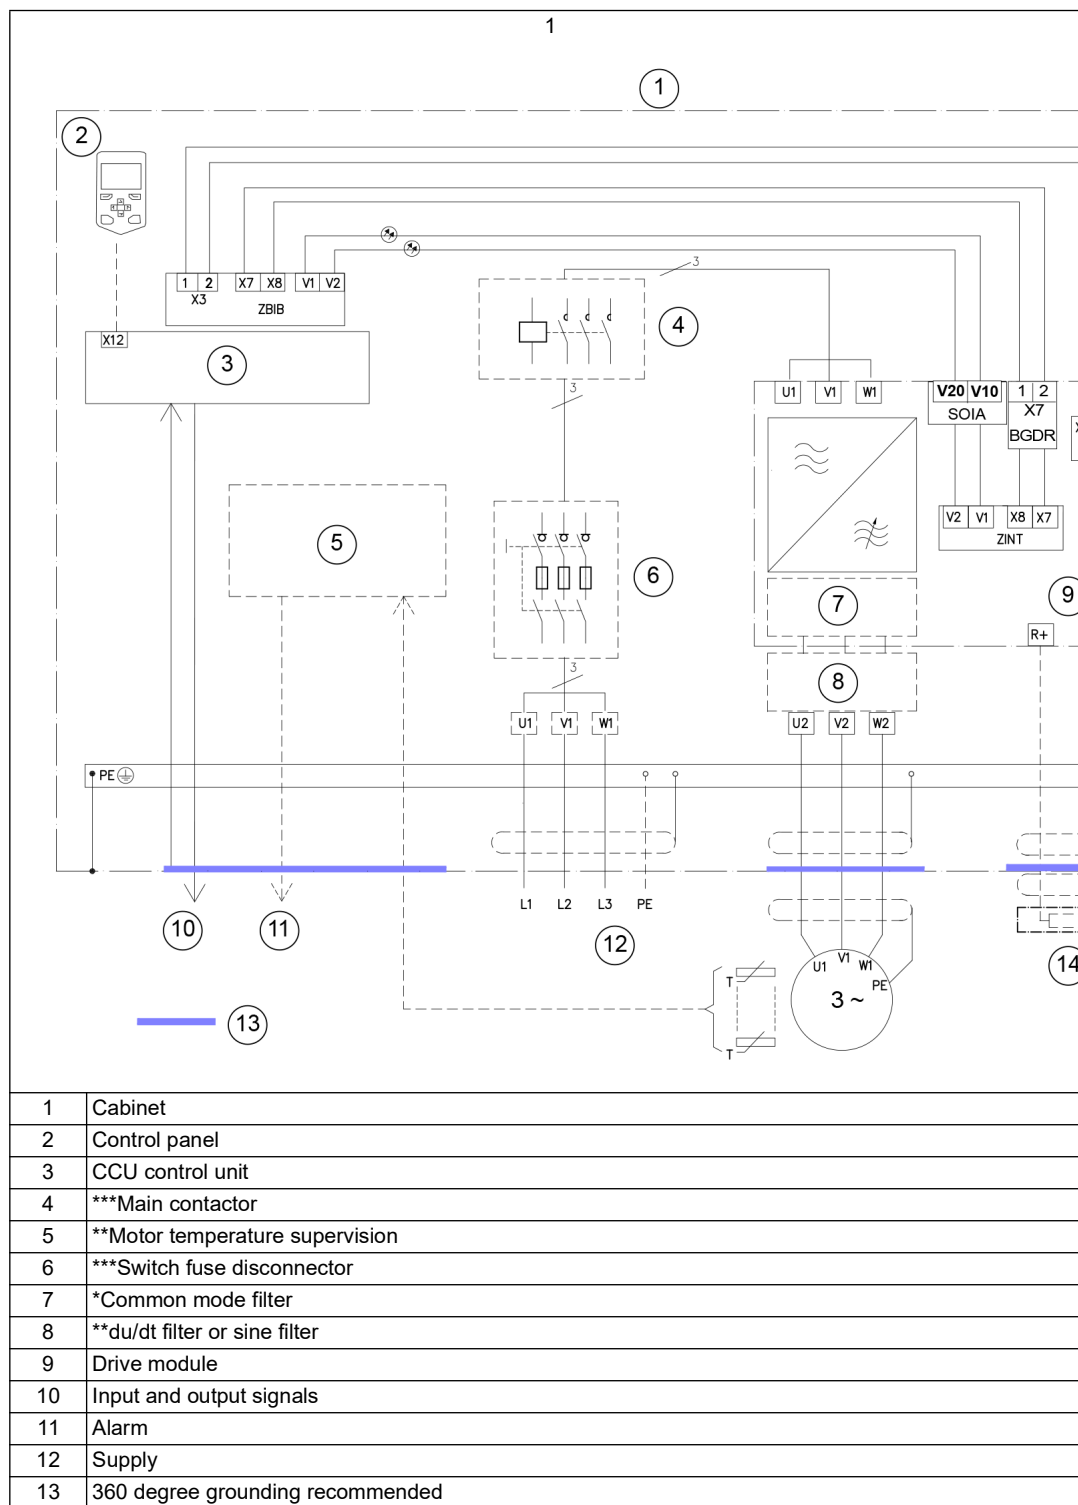 1
1
2
3
1 2 X7 X8 V1 V2
X3
ZBIB
4
X12
3
3
U1 V1 W1
V20 V10 1 2
SOIA X7
BGDR
5
V2 V1 X8 X7
ZINT
6
7
9
R+
3
8
U1 V1 W1 U2 V2 W2
PE
L1 L2 L3 PE
10 11 12
U1 V1 W1
PE
14
T
3 ~
13
T
1 Cabinet
2 Control panel
3 CCU control unit
4 ***Main contactor
5 **Motor temperature supervision
6 ***Switch fuse disconnector
7 *Common mode filter
8 **du/dt filter or sine filter
9 Drive module
10 Input and output signals
11 Alarm
12 Supply
13 360 degree grounding recommended